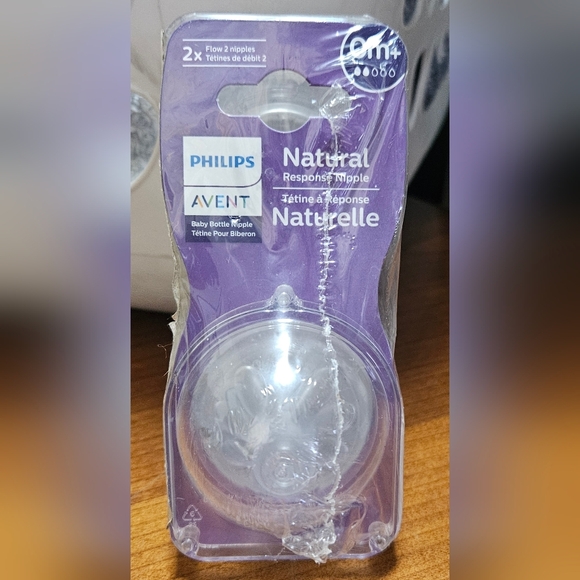 2x
Flow 2 nipples
Tétines de débit 2
0m+
PHILIPS
AVENT
Baby Bottle Nipple
Tétine Pour Biberon
Natural
Response Nipple
Tétine à Réponse
Naturelle